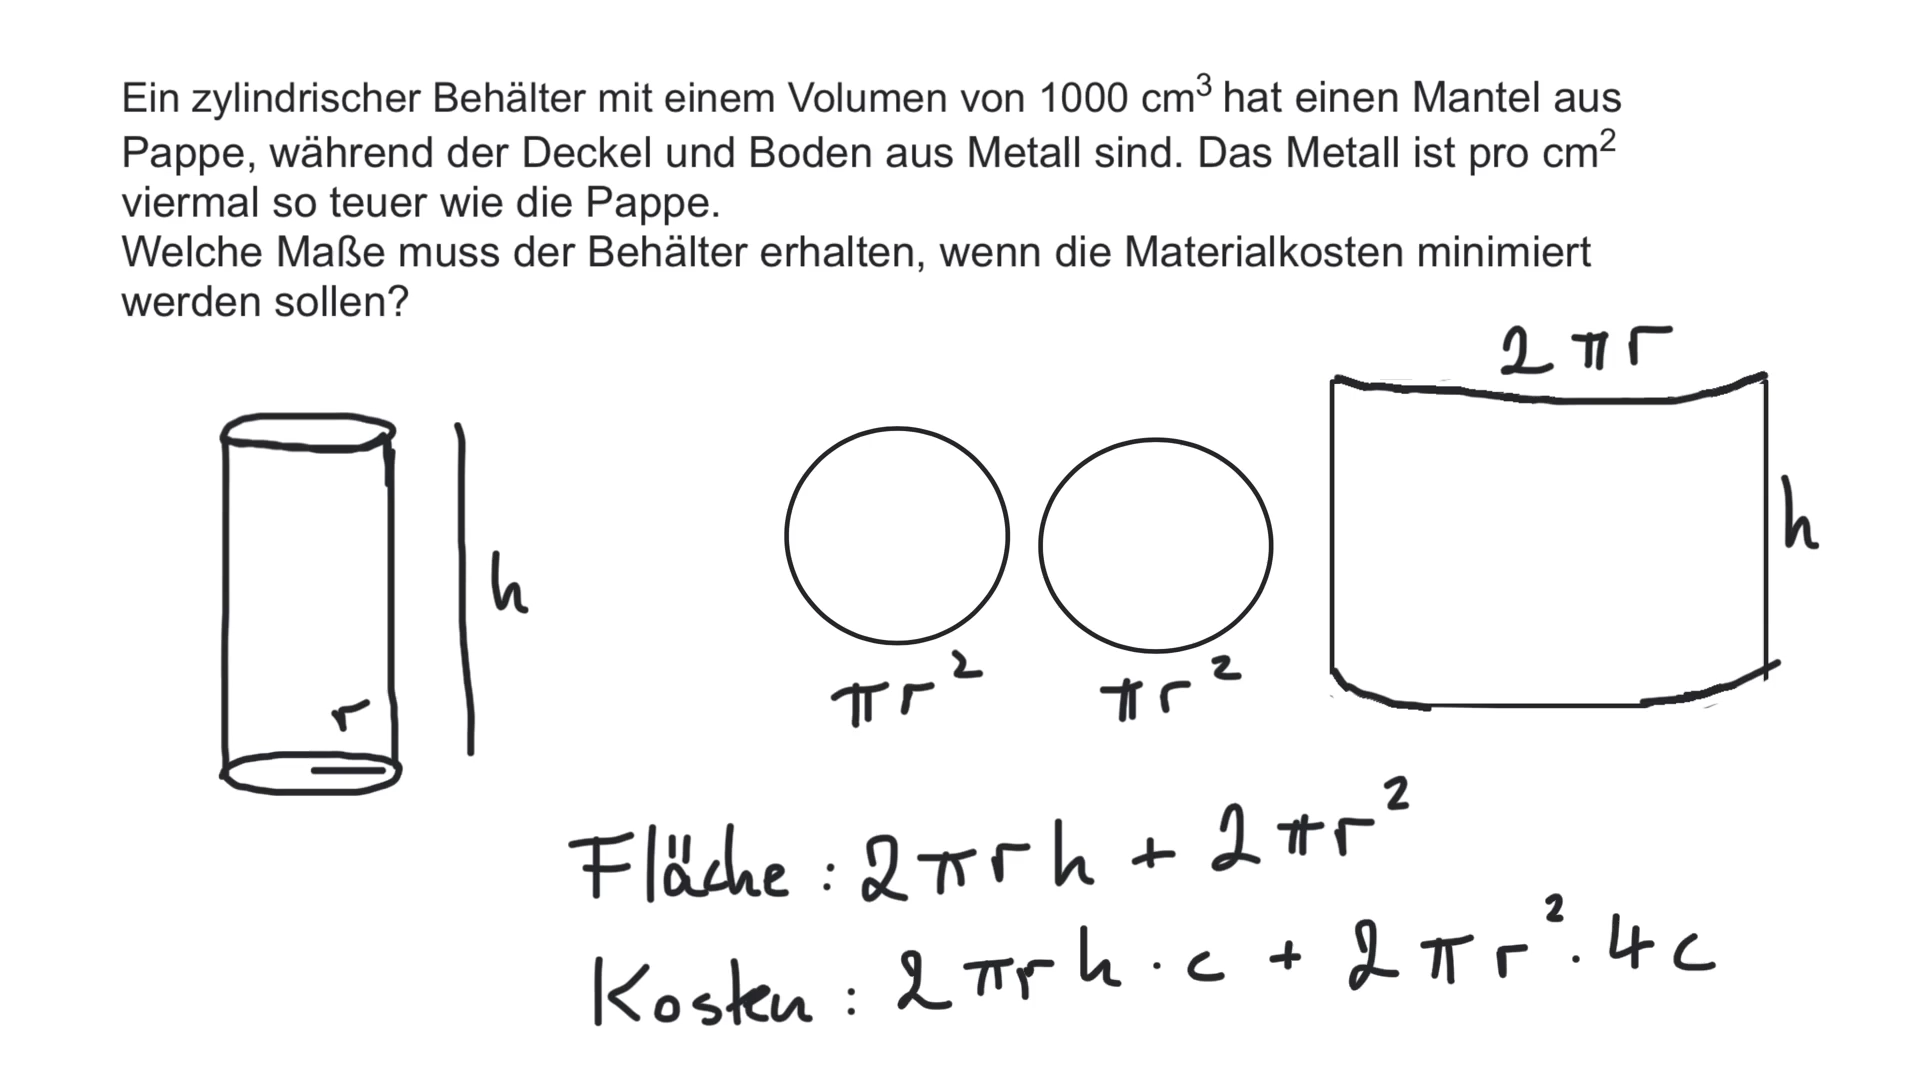 Ein zylindrischer Behälter mit einem Volumen von 1000 cm³ hat einen Mantel aus
Pappe, während der Deckel und Boden aus Metall sind. Das Metall ist pro cm²
viermal so teuer wie die Pappe.
Welche Maße muss der Behälter erhalten, wenn die Materialkosten minimiert
werden sollen?
2πr
h
h
r
πr² πr²
Fläche : 2πrh + 2πr²
Kosten : 2πrh · c + 2πr² · 4c